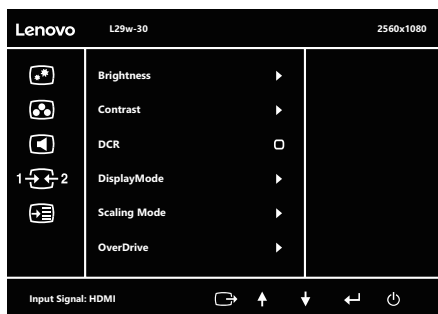 Lenovo L29w-30 2560x1080
Brightness
Contrast
DCR
1 2 DisplayMode
Scaling Mode
OverDrive
Input Signal: HDMI